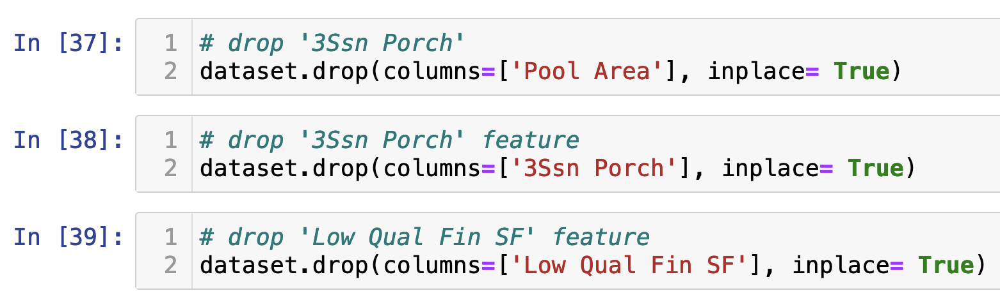 In [37]:
1 # drop '3Ssn Porch'
2 dataset.drop(columns=['Pool Area'], inplace= True)
In [38]:
1 # drop '3Ssn Porch' feature
2 dataset.drop(columns=['3Ssn Porch'], inplace= True)
In [39]:
1 # drop 'Low Qual Fin SF' feature
2 dataset.drop(columns=['Low Qual Fin SF'], inplace= True)